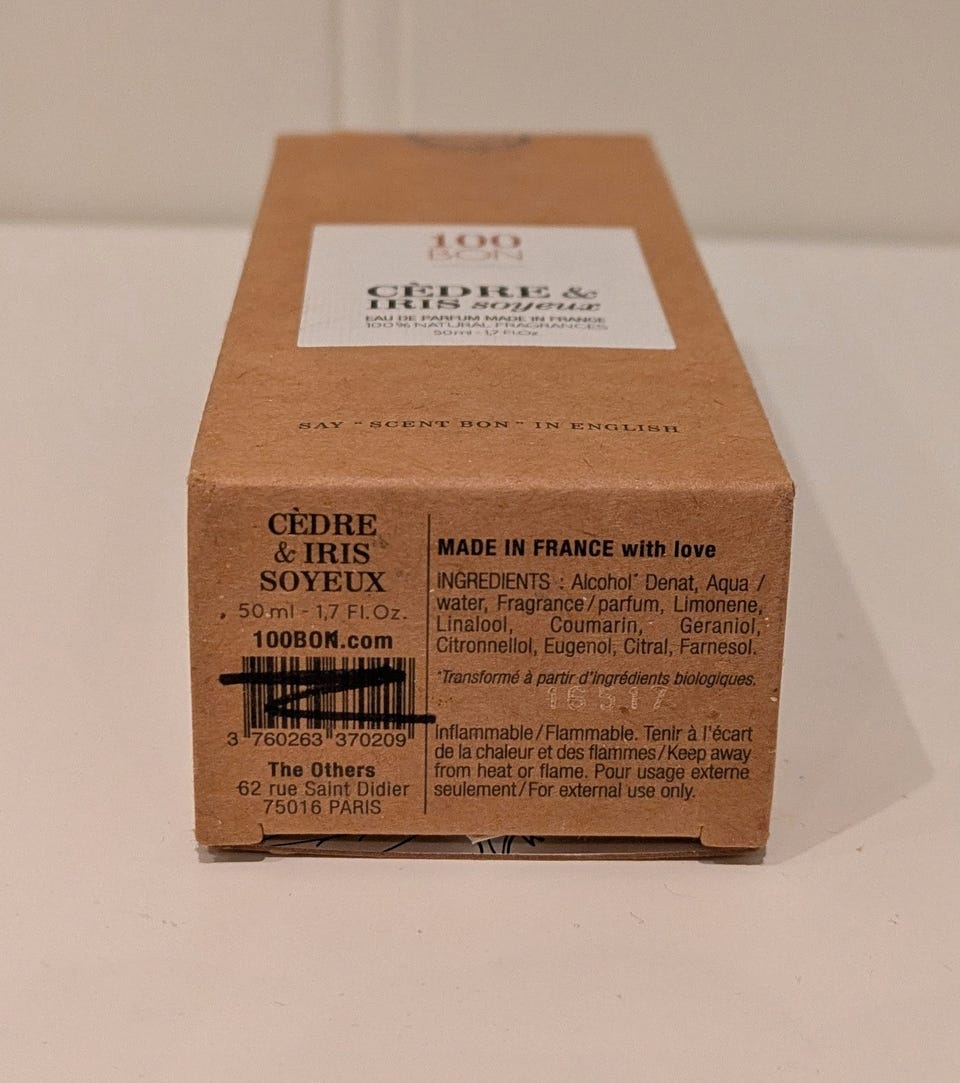 100
BON
CÈDRE &
IRIS soyeux
EAU DE PARFUM MADE IN FRANCE
100% NATURAL FRAGRANCES
50 ml - 1,7 Fl.Oz.
SAY "SCENT BON" IN ENGLISH
CÈDRE
& IRIS
SOYEUX
50 ml - 1,7 Fl.Oz.
100BON.com
3 760263 370209
The Others
62 rue Saint Didier
75016 PARIS
MADE IN FRANCE with love
INGREDIENTS : Alcohol* Denat, Aqua /
water, Fragrance/parfum, Limonene,
Linalool, Coumarin, Geraniol,
Citronnellol, Eugenol, Citral, Farnesol.
*Transformé à partir d'ingrédients biologiques.
16517
Inflammable/Flammable. Tenir à l'écart
de la chaleur et des flammes/Keep away
from heat or flame. Pour usage externe
seulement/For external use only.